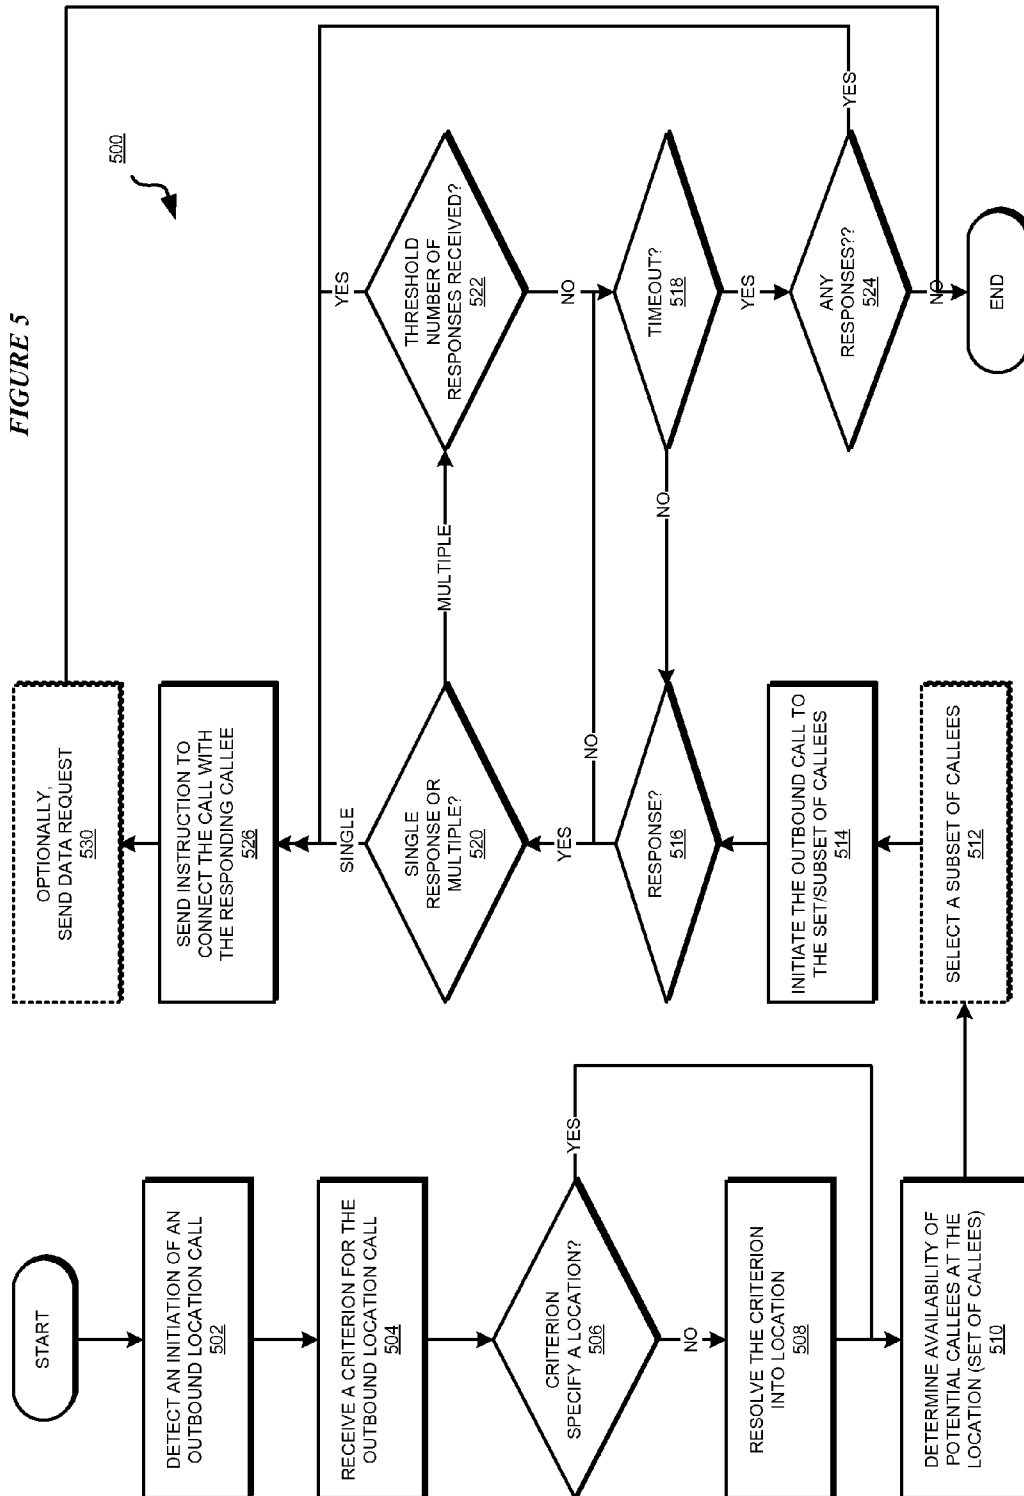 FIGURE 5
500
START
DETECT AN INITIATION OF AN
OUTBOUND LOCATION CALL
502
RECEIVE A CRITERION FOR THE
OUTBOUND LOCATION CALL
504
CRITERION
SPECIFY A LOCATION?
506
YES
NO
RESOLVE THE CRITERION
INTO LOCATION
508
DETERMINE AVAILABILITY OF
POTENTIAL CALLEES AT THE
LOCATION (SET OF CALLEES)
510
SELECT A SUBSET OF CALLEES
512
INITIATE THE OUTBOUND CALL TO
THE SET/SUBSET OF CALLEES
514
RESPONSE?
516
NO
YES
SINGLE
RESPONSE OR
MULTIPLE?
520
SINGLE
MULTIPLE
SEND INSTRUCTION TO
CONNECT THE CALL WITH
THE RESPONDING CALLEE
526
OPTIONALLY,
SEND DATA REQUEST
530
THRESHOLD
NUMBER OF
RESPONSES RECEIVED?
522
YES
NO
TIMEOUT?
518
NO
YES
ANY
RESPONSES??
524
YES
NO
END